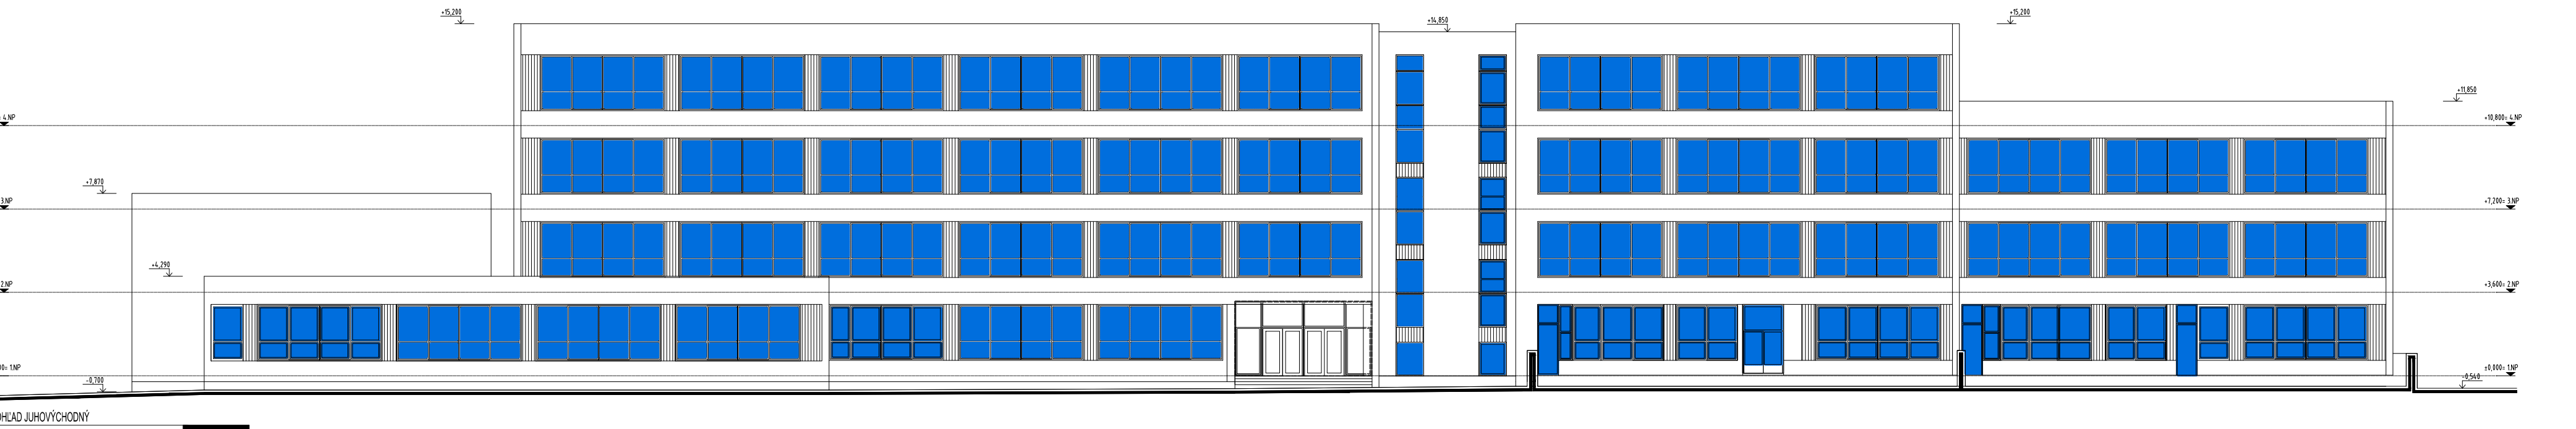 +15,200
+14,850
+15,200
+11,850
4.NP
+10,800= 4.NP
+7,870
3.NP
+7,200= 3.NP
+4,290
2.NP
+3,600= 2.NP
00= 1.NP
±0,000= 1.NP
-0,700
-0,540
OHĽAD JUHOVÝCHODNÝ